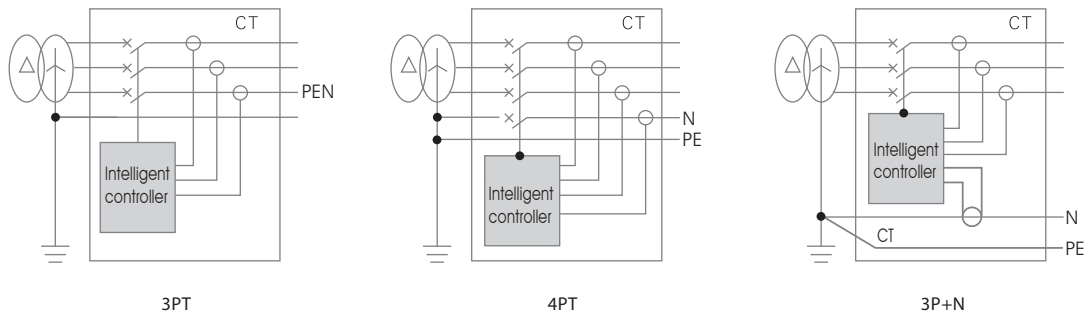 CT
PEN
Intelligent
controller
3PT
CT
N
PE
Intelligent
controller
4PT
CT
Intelligent
controller
N
CT
PE
3P+N